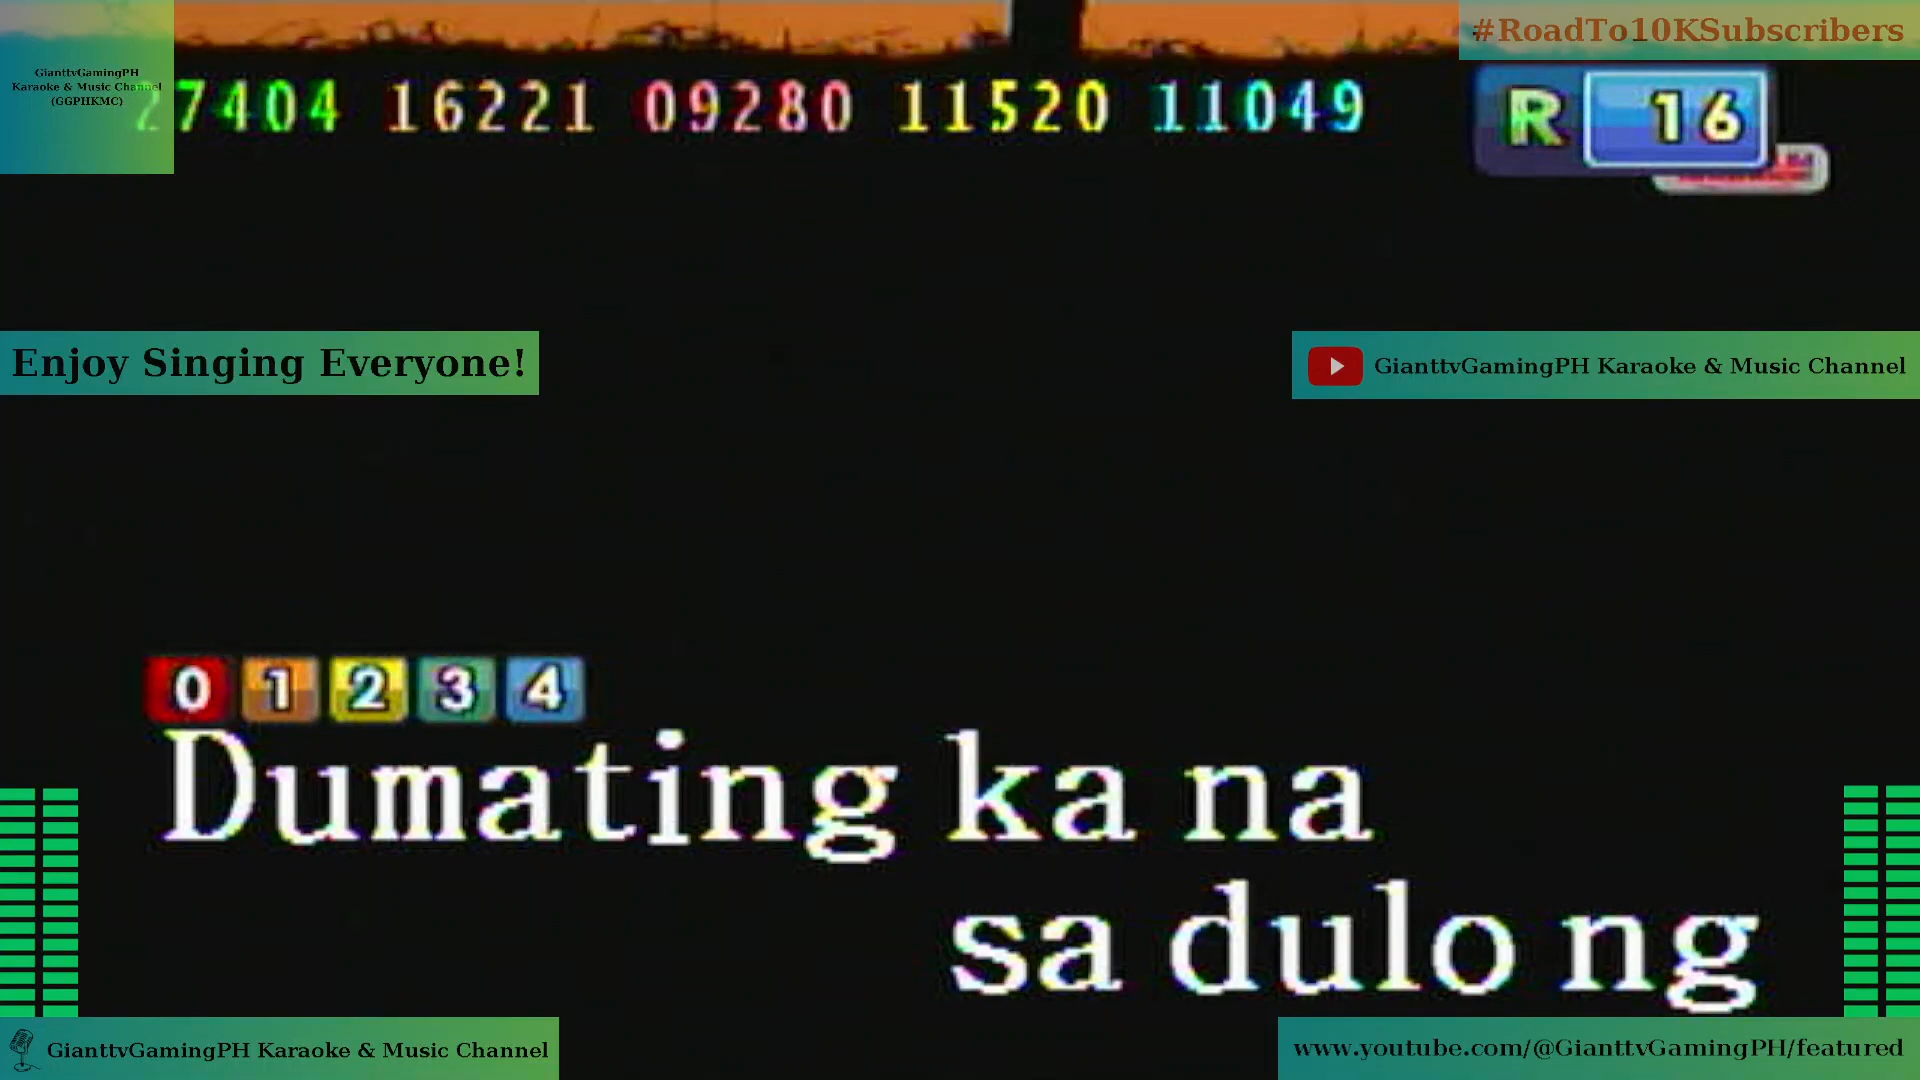 #RoadTo10KSubscribers
GianttvGamingPH
Karaoke & Music Channel
(GGPHKMC)
27404 16221 09280 11520 11049
R 16
Enjoy Singing Everyone!
GianttvGamingPH Karaoke & Music Channel
0 1 2 3 4
Dumating ka na
sa dulo ng
GianttvGamingPH Karaoke & Music Channel
www.youtube.com/@GianttvGamingPH/featured